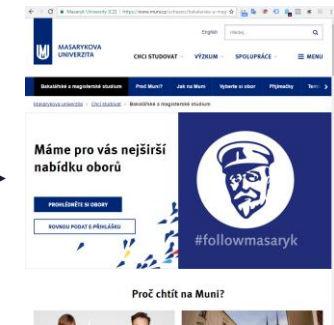 Masaryk University [CZ]
https://www.muni.cz/uchazeci/bakalarske-a-mag
English
Hledej...
MASARYKOVA
UNIVERZITA
CHCI STUDOVAT
VÝZKUM
SPOLUPRÁCE
MENU
Bakalářské a magisterské studium
Proč Muni?
Jak na Muni
Vyberte si obor
Přijímačky
Masarykova univerzita
Chci studovat
Bakalářské a magisterské studium
Máme pro vás nejširší
nabídku oborů
PROHLÉDNĚTE SI OBORY
ROVNOU PODAT E-PŘIHLÁŠKU
#followmasaryk
Proč chtít na Muni?